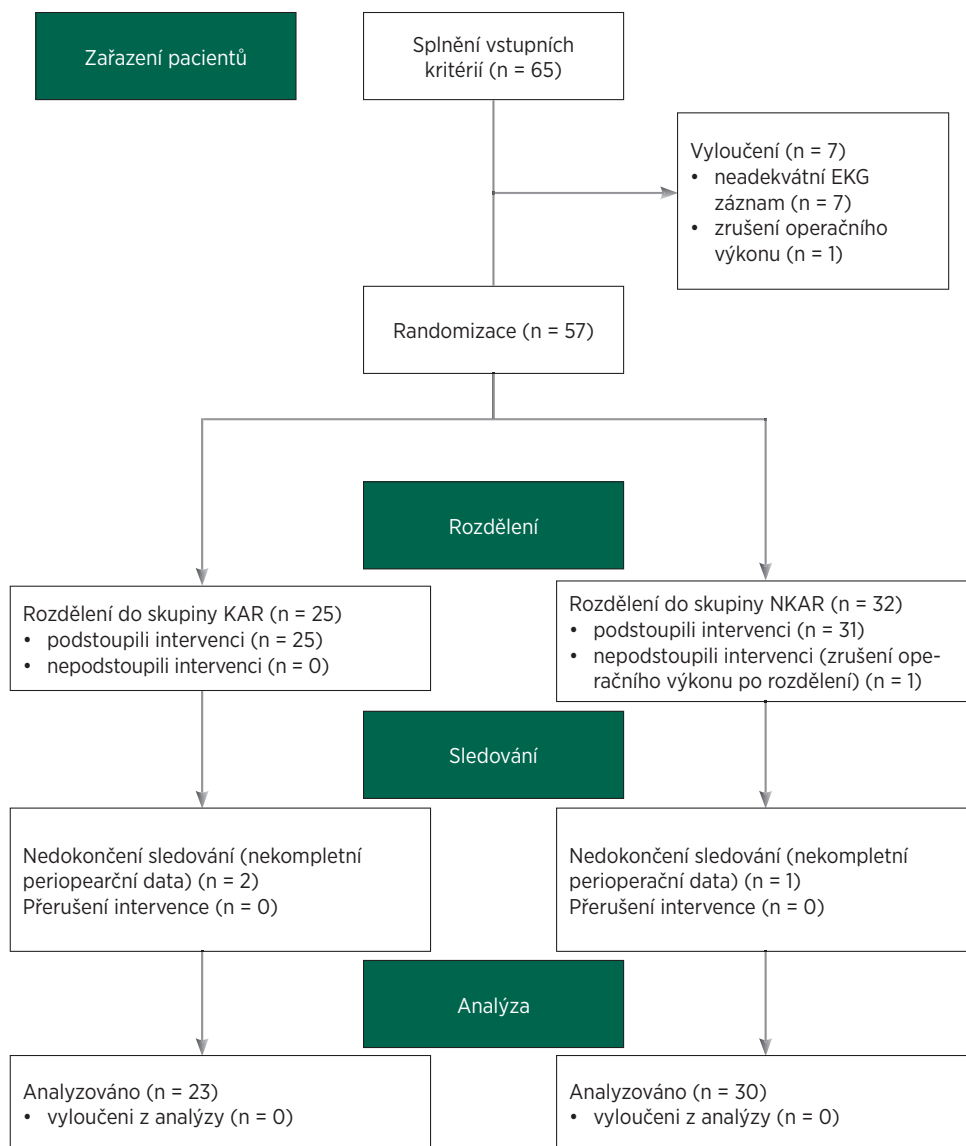 Zařazení pacientů
Splnění vstupních
kritérií (n = 65)
Vyloučení (n = 7)
• neadekvátní EKG
záznam (n = 7)
• zrušení operačního
výkonu (n = 1)
Randomizace (n = 57)
Rozdělení
Rozdělení do skupiny KAR (n = 25)
• podstoupili intervenci (n = 25)
• nepodstoupili intervenci (n = 0)
Rozdělení do skupiny NKAR (n = 32)
• podstoupili intervenci (n = 31)
• nepodstoupili intervenci (zrušení ope-
račního výkonu po rozdělení) (n = 1)
Sledování
Nedokončení sledování (nekompletní
periopearční data) (n = 2)
Přerušení intervence (n = 0)
Nedokončení sledování (nekompletní
perioperační data) (n = 1)
Přerušení intervence (n = 0)
Analýza
Analyzováno (n = 23)
• vyloučeni z analýzy (n = 0)
Analyzováno (n = 30)
• vyloučeni z analýzy (n = 0)